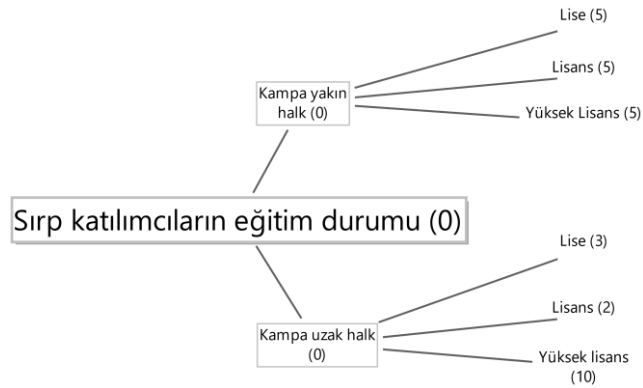 Lise (5)
Kampa yakın
halk (0)
Lisans (5)
Yüksek Lisans (5)
Sırp katılımcıların eğitim durumu (0)
Lise (3)
Kampa uzak halk
(0)
Lisans (2)
Yüksek lisans
(10)